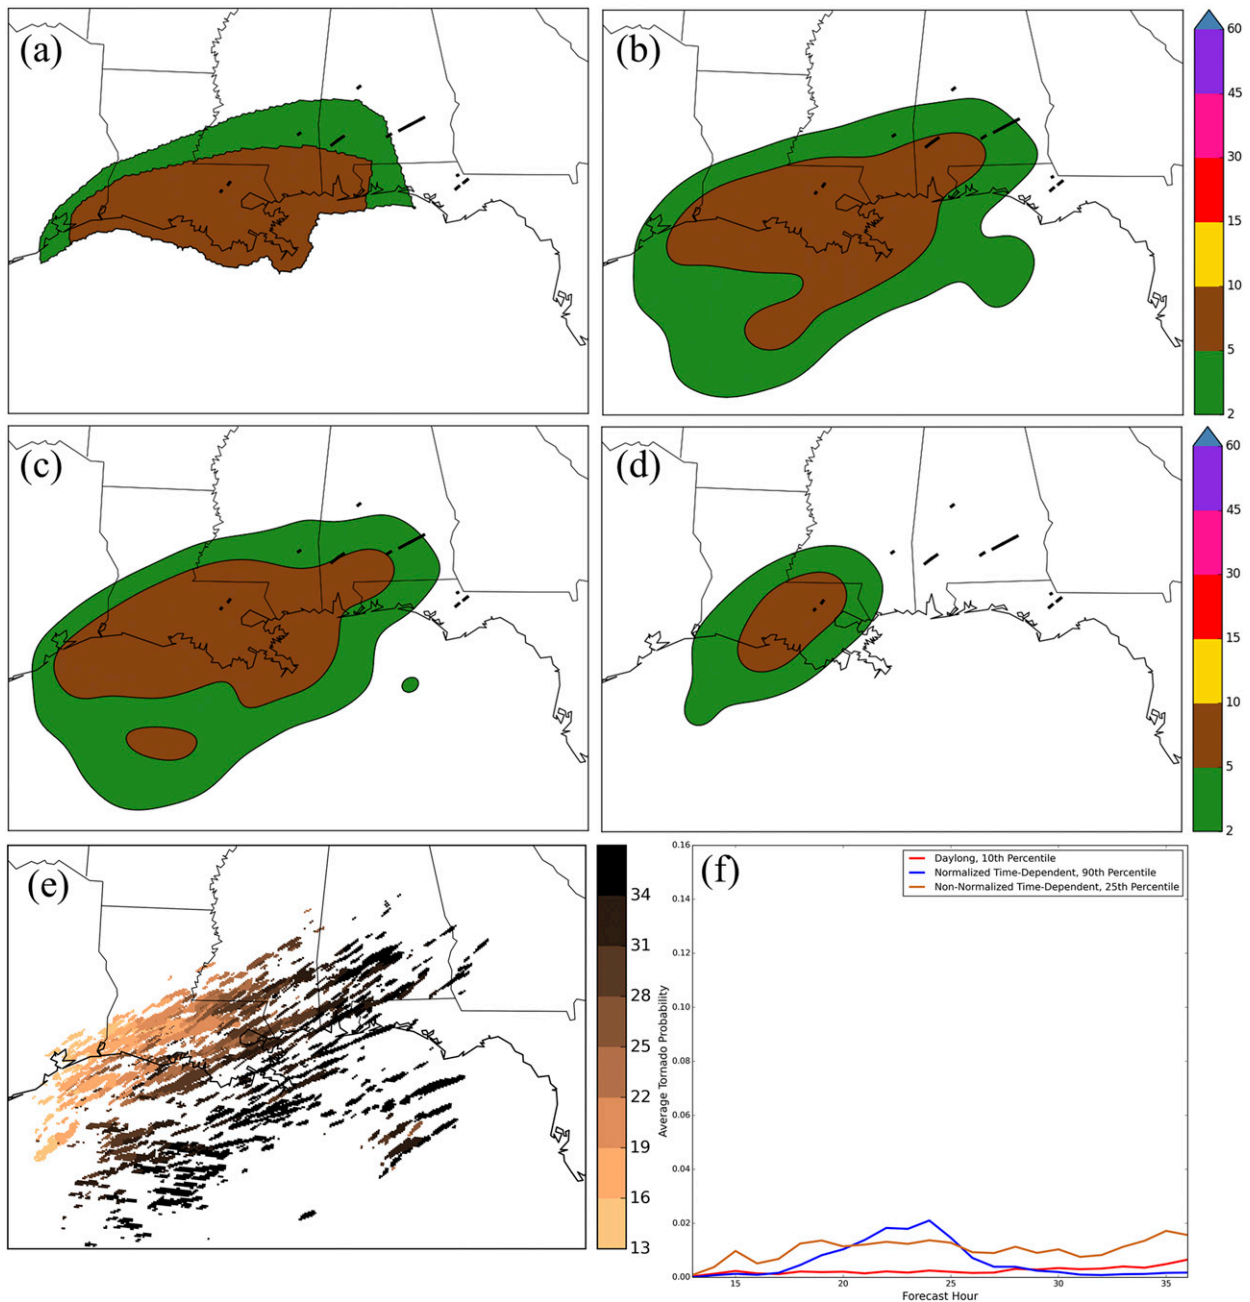 (a)
(b)
60
45
30
15
10
5
2
(c)
(d)
60
45
30
15
10
5
2
(e)
34
31
28
25
22
19
16
13
(f)
Daylong, 10th Percentile
Normalized Time-Dependent, 90th Percentile
Non-Normalized Time-Dependent, 25th Percentile
Average Tornado Probability
0.16
0.14
0.12
0.10
0.08
0.06
0.04
0.02
0.00
15 20 25 30 35
Forecast Hour